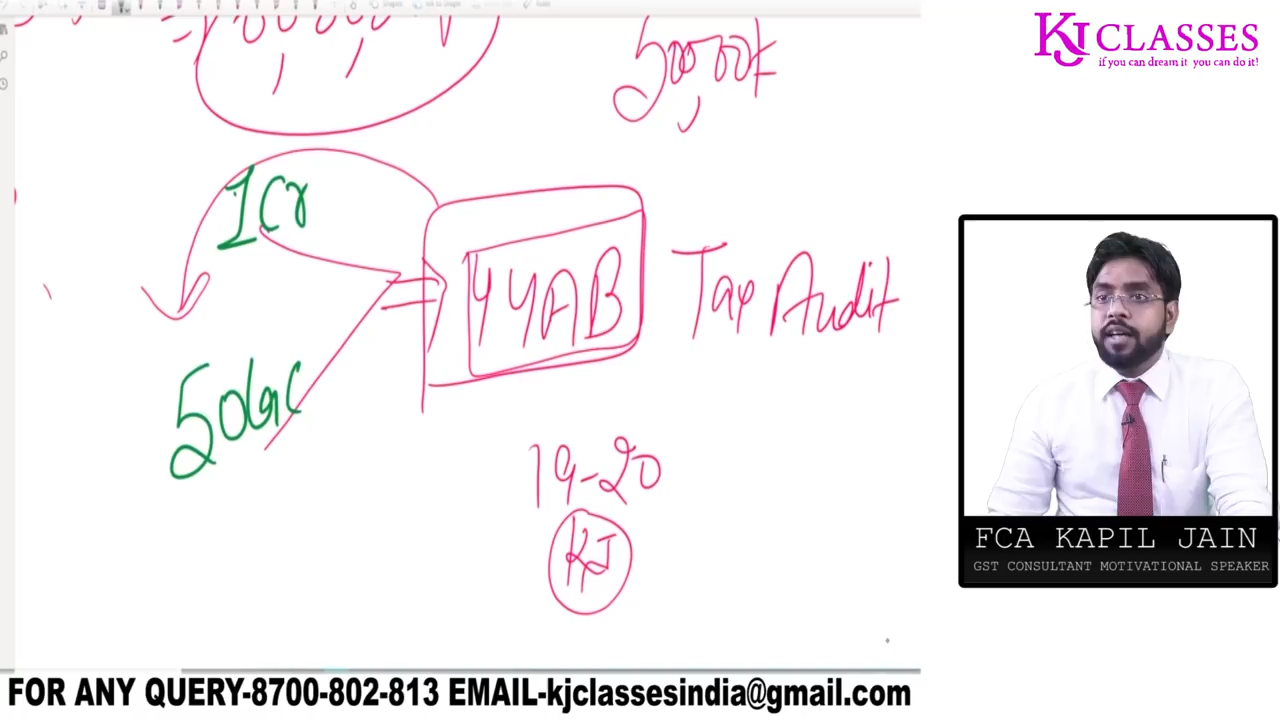 KJ CLASSES
if you can dream it you can do it!
1Cr
44AB
Tax Audit
50lac
19-20
KJ
FCA KAPIL JAIN
GST CONSULTANT MOTIVATIONAL SPEAKER
FOR ANY QUERY-8700-802-813 EMAIL-kjclassesindia@gmail.com